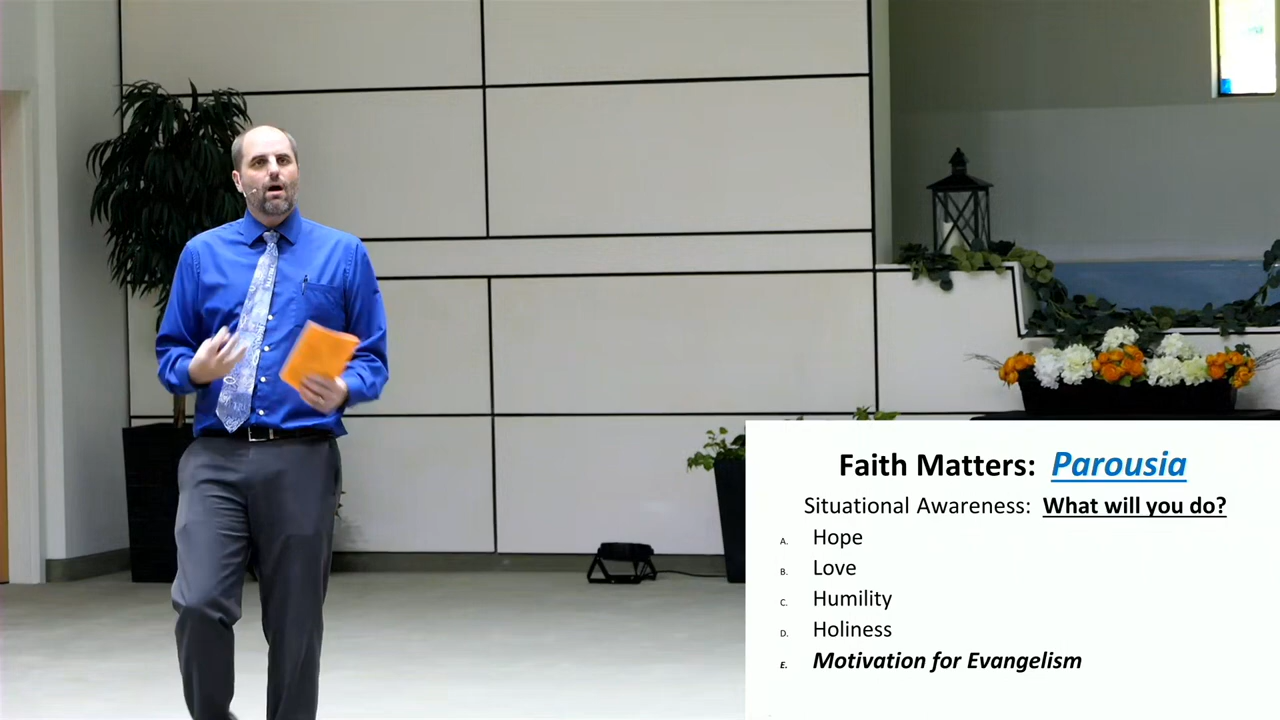 Faith Matters: Parousia
Situational Awareness: What will you do?
A. Hope
B. Love
C. Humility
D. Holiness
E. Motivation for Evangelism